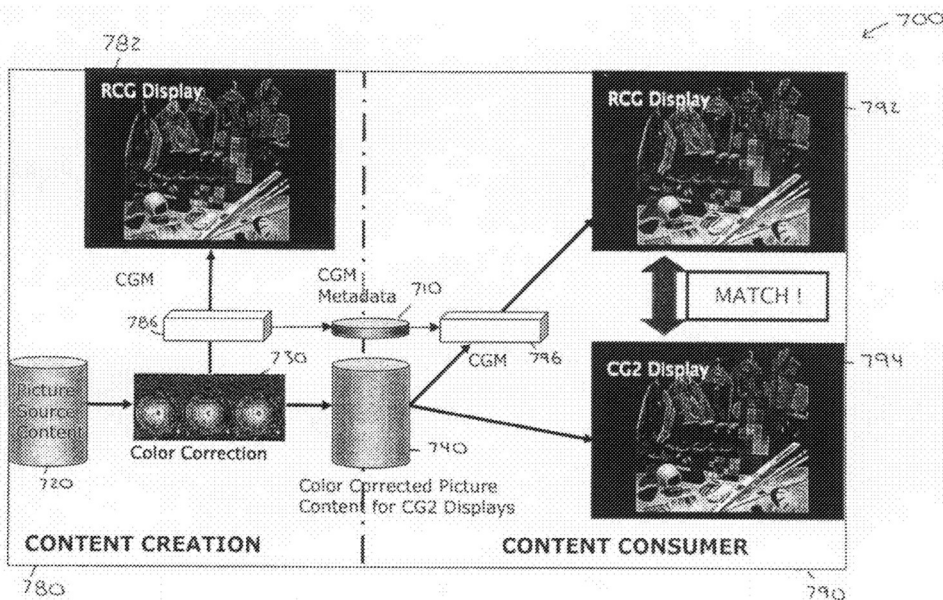 700
782
RCG Display
RCG Display
792
CGM
CGM
Metadata
710
MATCH !
786
796
CGM
730
794
CG2 Display
Picture
Source
Content
720
Color Correction
740
Color Corrected Picture
Content for CG2 Displays
CONTENT CREATION
CONTENT CONSUMER
780
790